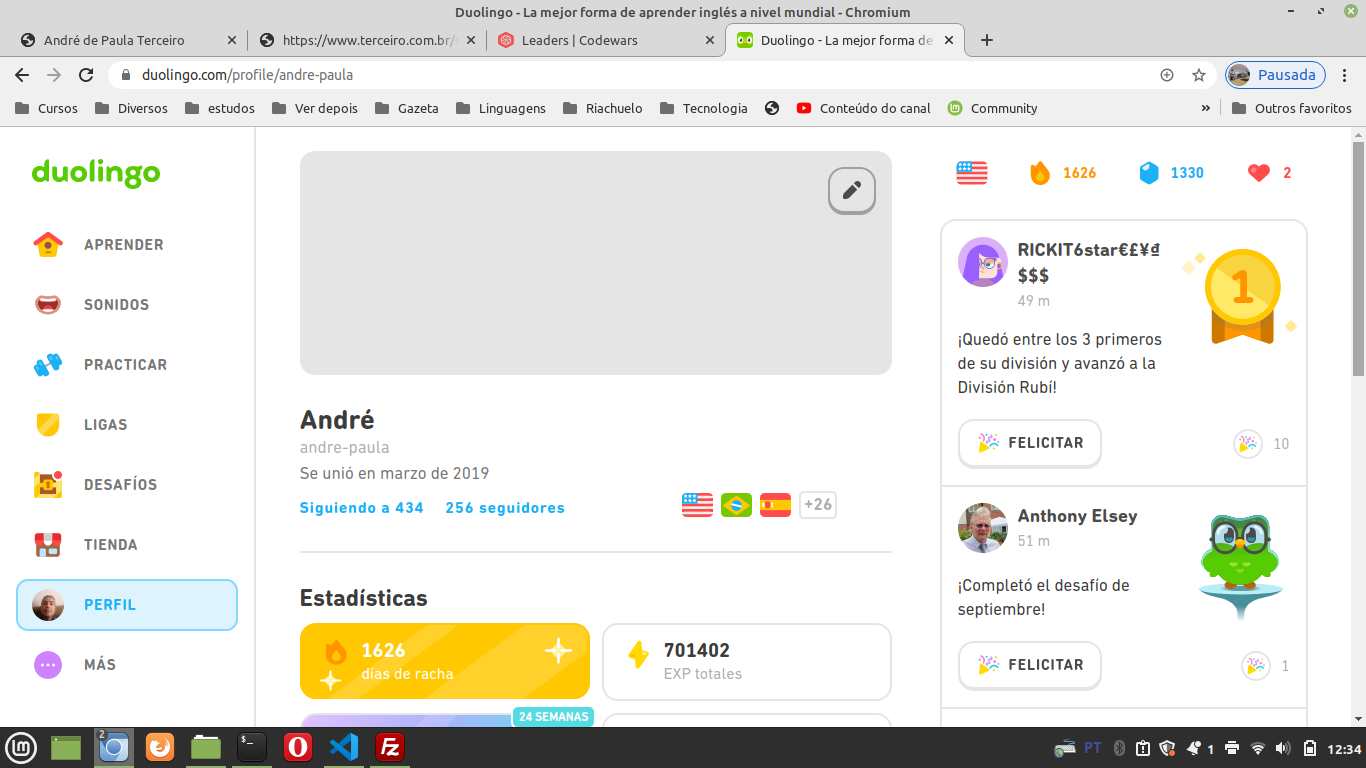 Duolingo - La mejor forma de aprender inglés a nivel mundial - Chromium
André de Paula Terceiro
https://www.terceiro.com.br/
Leaders | Codewars
Duolingo - La mejor forma de
duolingo.com/profile/andre-paula
Pausada
Cursos
Diversos
estudos
Ver depois
Gazeta
Linguagens
Riachuelo
Tecnologia
Conteúdo do canal
Community
»
Outros favoritos
duolingo
APRENDER
SONIDOS
PRACTICAR
LIGAS
DESAFÍOS
TIENDA
PERFIL
MÁS
André
andre-paula
Se unió en marzo de 2019
Siguiendo a 434 256 seguidores
+26
Estadísticas
1626
días de racha
701402
EXP totales
24 SEMANAS
1626
1330
2
RICKIT6star€£¥₫
$$$
49 m
1
¡Quedó entre los 3 primeros
de su división y avanzó a la
División Rubí!
FELICITAR
10
Anthony Elsey
51 m
¡Completó el desafío de
septiembre!
FELICITAR
1
2
$_
PT
1
12:34